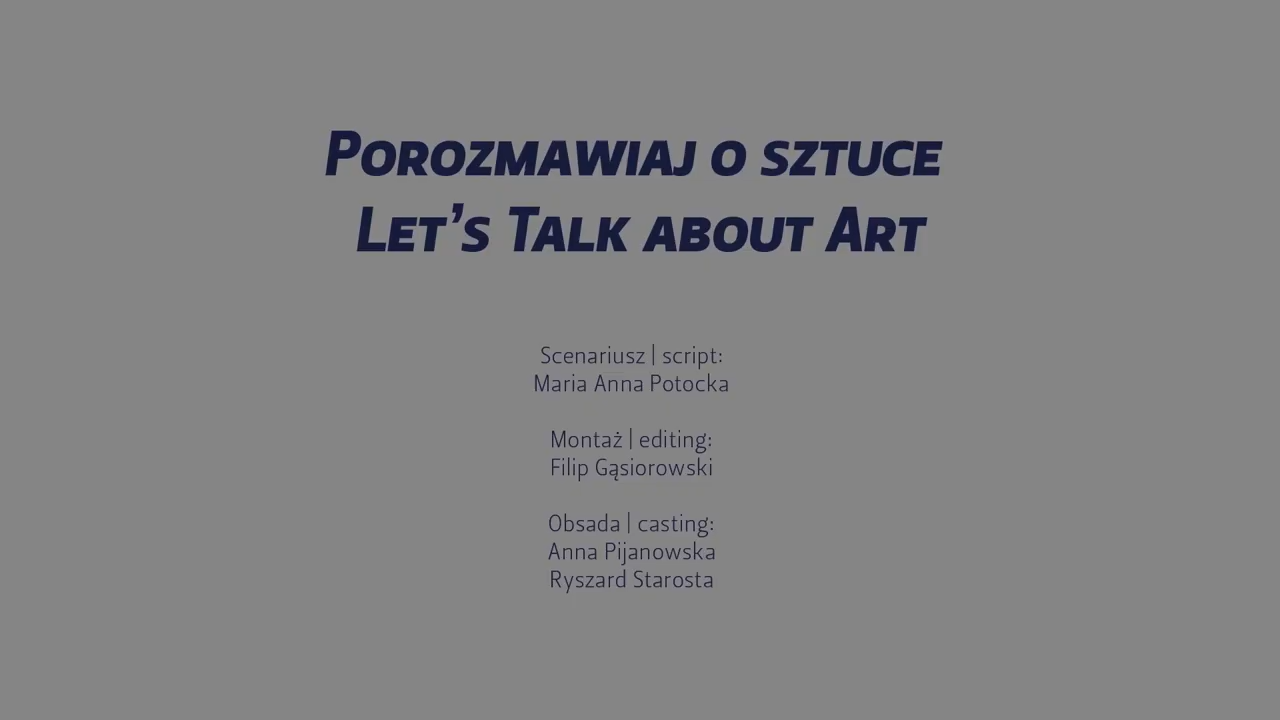 Porozmawiaj o sztuce
Let’s Talk about Art
Scenariusz | script:
Maria Anna Potocka
Montaż | editing:
Filip Gąsiorowski
Obsada | casting:
Anna Pijanowska
Ryszard Starosta